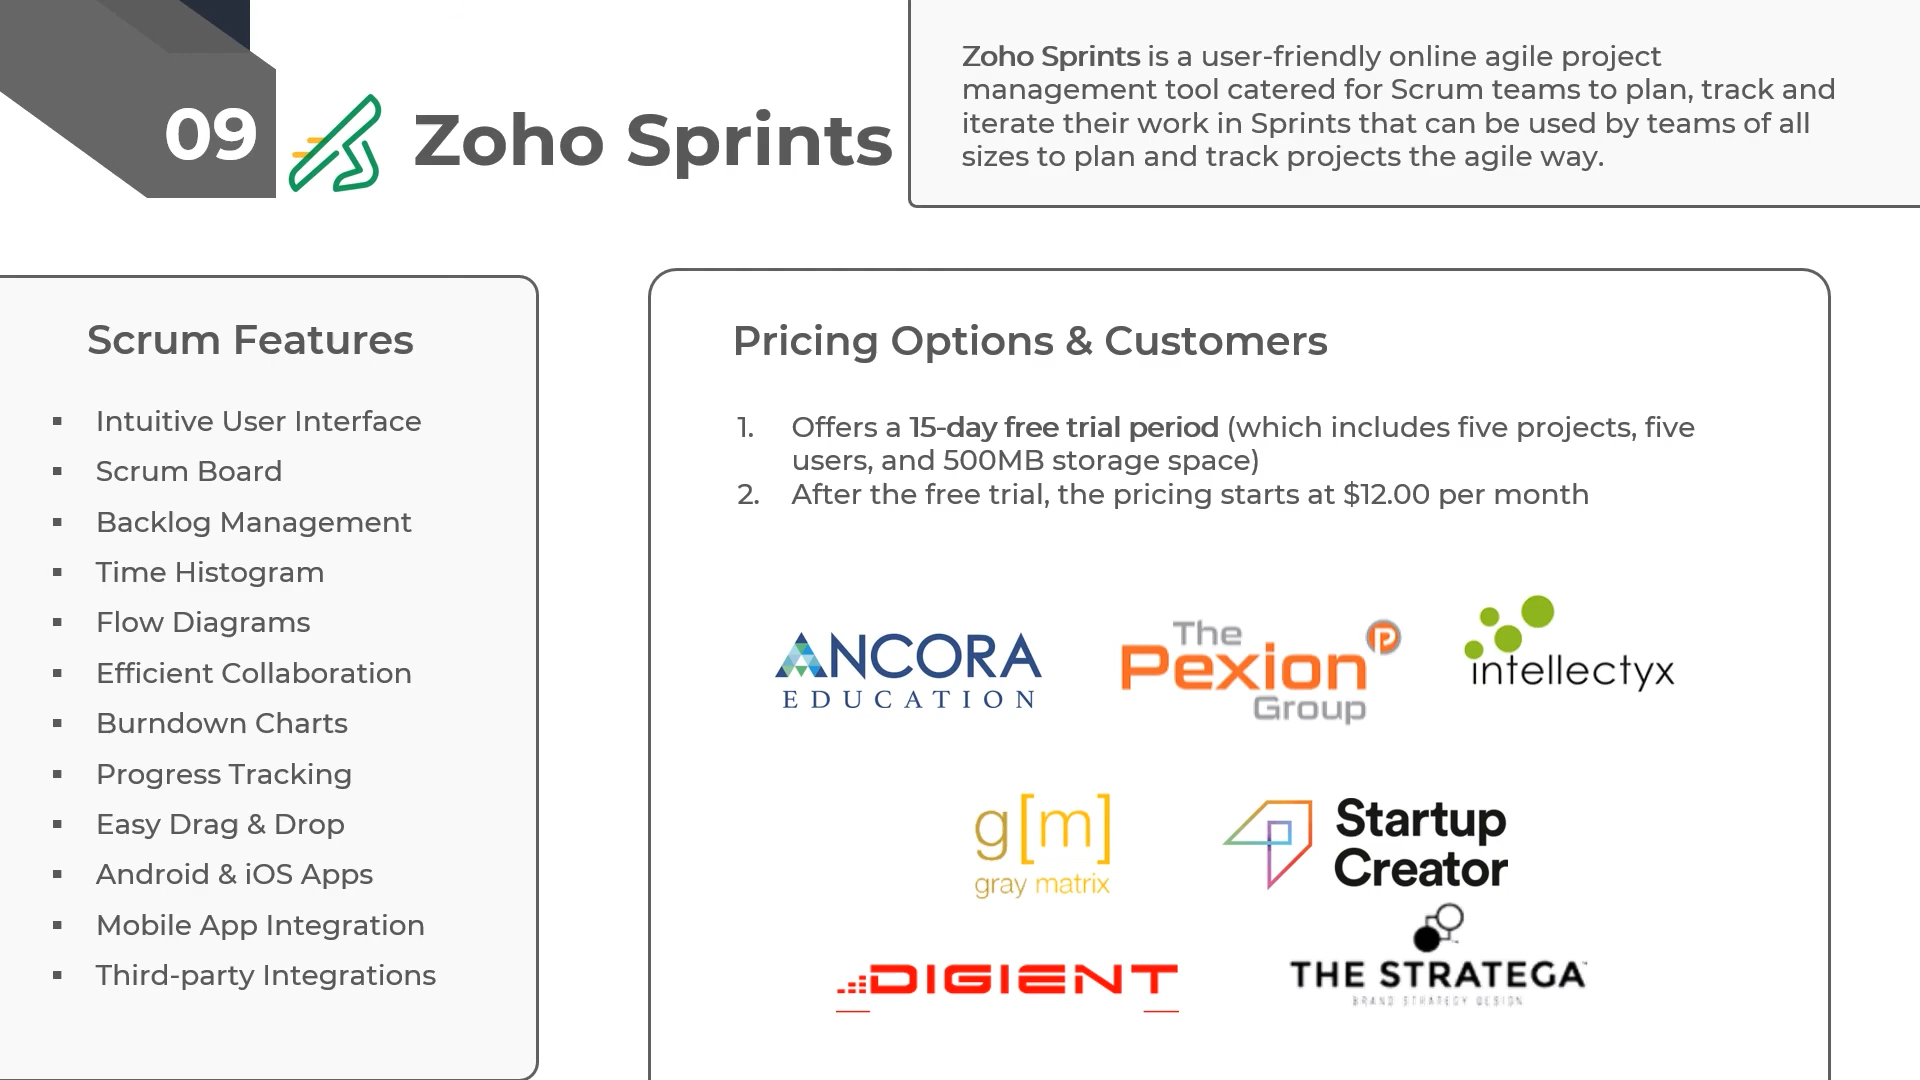 09
Zoho Sprints
Zoho Sprints is a user-friendly online agile project
management tool catered for Scrum teams to plan, track and
iterate their work in Sprints that can be used by teams of all
sizes to plan and track projects the agile way.
Scrum Features
▪ Intuitive User Interface
▪ Scrum Board
▪ Backlog Management
▪ Time Histogram
▪ Flow Diagrams
▪ Efficient Collaboration
▪ Burndown Charts
▪ Progress Tracking
▪ Easy Drag & Drop
▪ Android & iOS Apps
▪ Mobile App Integration
▪ Third-party Integrations
Pricing Options & Customers
1. Offers a 15-day free trial period (which includes five projects, five
users, and 500MB storage space)
2. After the free trial, the pricing starts at $12.00 per month
ANCORA
EDUCATION
The
Pexion
Group
P
intellectyx
g[m]
gray matrix
Startup
Creator
DIGIENT
THE STRATEGA
BRAND STRATEGY DESIGN